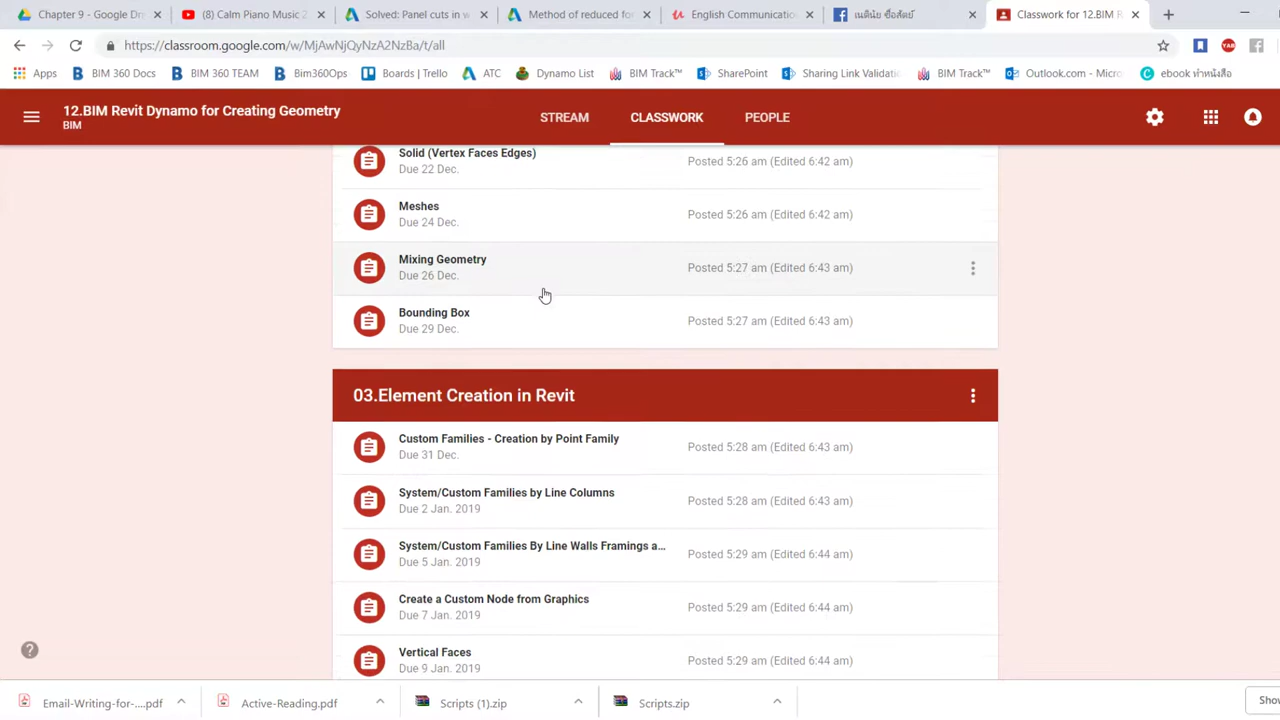 Chapter 9 - Google Dri
(8) Calm Piano Music 2
Solved: Panel cuts in w
Method of reduced for
English Communicatio
Classwork for 12.BIM R
https://classroom.google.com/w/MjAwNjQyNzA2NzBa/t/all
Apps
BIM 360 Docs
BIM 360 TEAM
Bim360Ops
Boards | Trello
ATC
Dynamo List
BIM Track™
SharePoint
Sharing Link Validati
BIM Track™
Outlook.com - Micro
ebook ทำหนังสือ
12.BIM Revit Dynamo for Creating Geometry
BIM
STREAM
CLASSWORK
PEOPLE
Solid (Vertex Faces Edges)
Due 22 Dec.
Posted 5:26 am (Edited 6:42 am)
Meshes
Due 24 Dec.
Posted 5:26 am (Edited 6:42 am)
Mixing Geometry
Due 26 Dec.
Posted 5:27 am (Edited 6:43 am)
Bounding Box
Due 29 Dec.
Posted 5:27 am (Edited 6:43 am)
03.Element Creation in Revit
Custom Families - Creation by Point Family
Due 31 Dec.
Posted 5:28 am (Edited 6:43 am)
System/Custom Families by Line Columns
Due 2 Jan. 2019
Posted 5:28 am (Edited 6:43 am)
System/Custom Families By Line Walls Framings a...
Due 5 Jan. 2019
Posted 5:29 am (Edited 6:44 am)
Create a Custom Node from Graphics
Due 7 Jan. 2019
Posted 5:29 am (Edited 6:44 am)
Vertical Faces
Due 9 Jan. 2019
Posted 5:29 am (Edited 6:44 am)
Email-Writing-for-....pdf
Active-Reading.pdf
Scripts (1).zip
Scripts.zip
Show